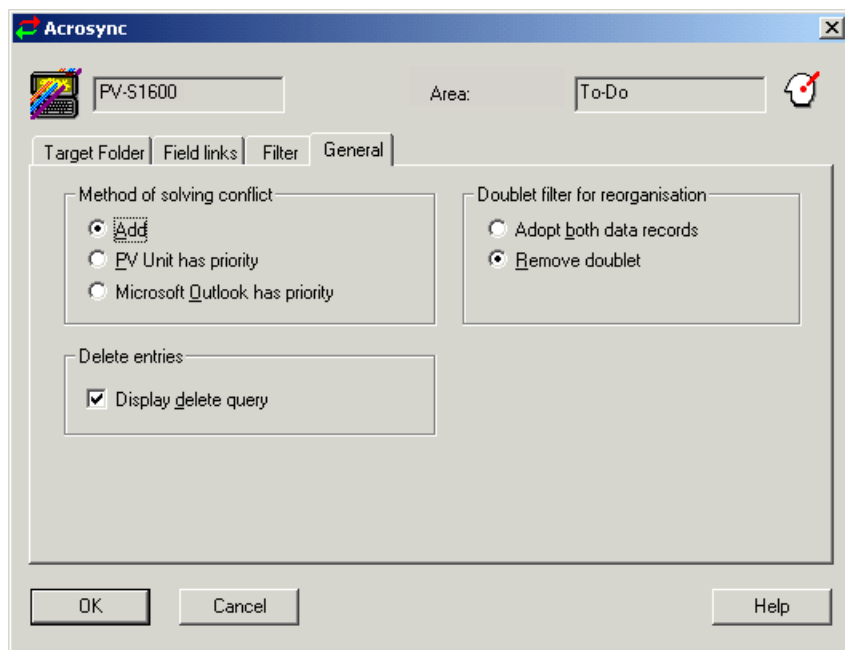 Acrosync
PV-S1600
Area:
To-Do
Target Folder
Field links
Filter
General
Method of solving conflict
Add
PV Unit has priority
Microsoft Outlook has priority
Doublet filter for reorganisation
Adopt both data records
Remove doublet
Delete entries
Display delete query
OK
Cancel
Help